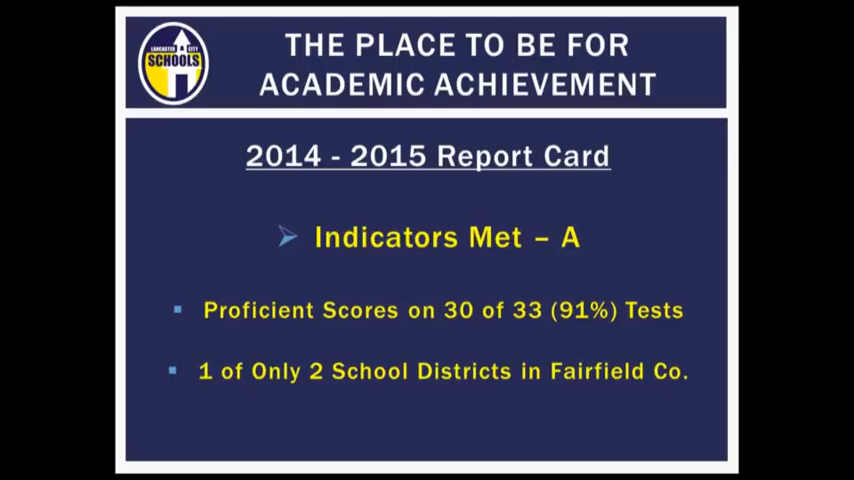 LANCASTER CITY
SCHOOLS
THE PLACE TO BE FOR
ACADEMIC ACHIEVEMENT
2014 - 2015 Report Card
Indicators Met – A
Proficient Scores on 30 of 33 (91%) Tests
1 of Only 2 School Districts in Fairfield Co.